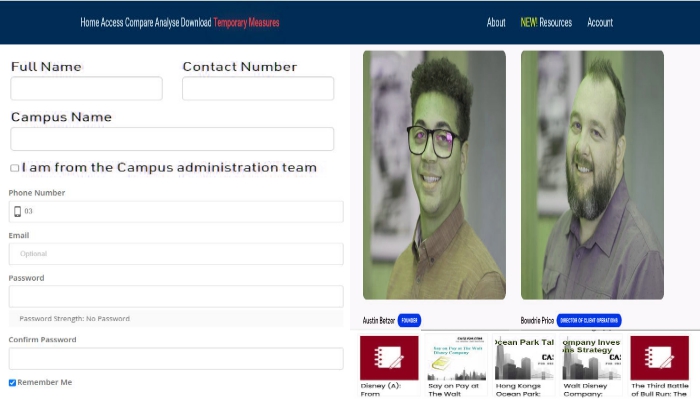 Home Access Compare Analyse Download Temporary Measures
About NEW! Resources Account
Full Name
Contact Number
Campus Name
I am from the Campus administration team
Phone Number
03
Email
Optional
Password
Password Strength: No Password
Confirm Password
Remember Me
Austin Betzer FOUNDER
Bowdrie Price DIRECTOR OF CLIENT OPERATIONS
Say on Pay at The Walt
Disney Company
Ocean Park Tal
ompany Inves
ns Strategy
CA
CA
Disney (A):
From
Say on Pay at
The Walt
Hong Kongs
Ocean Park:
Walt Disney
Company:
The Third Battle
of Bull Run: The